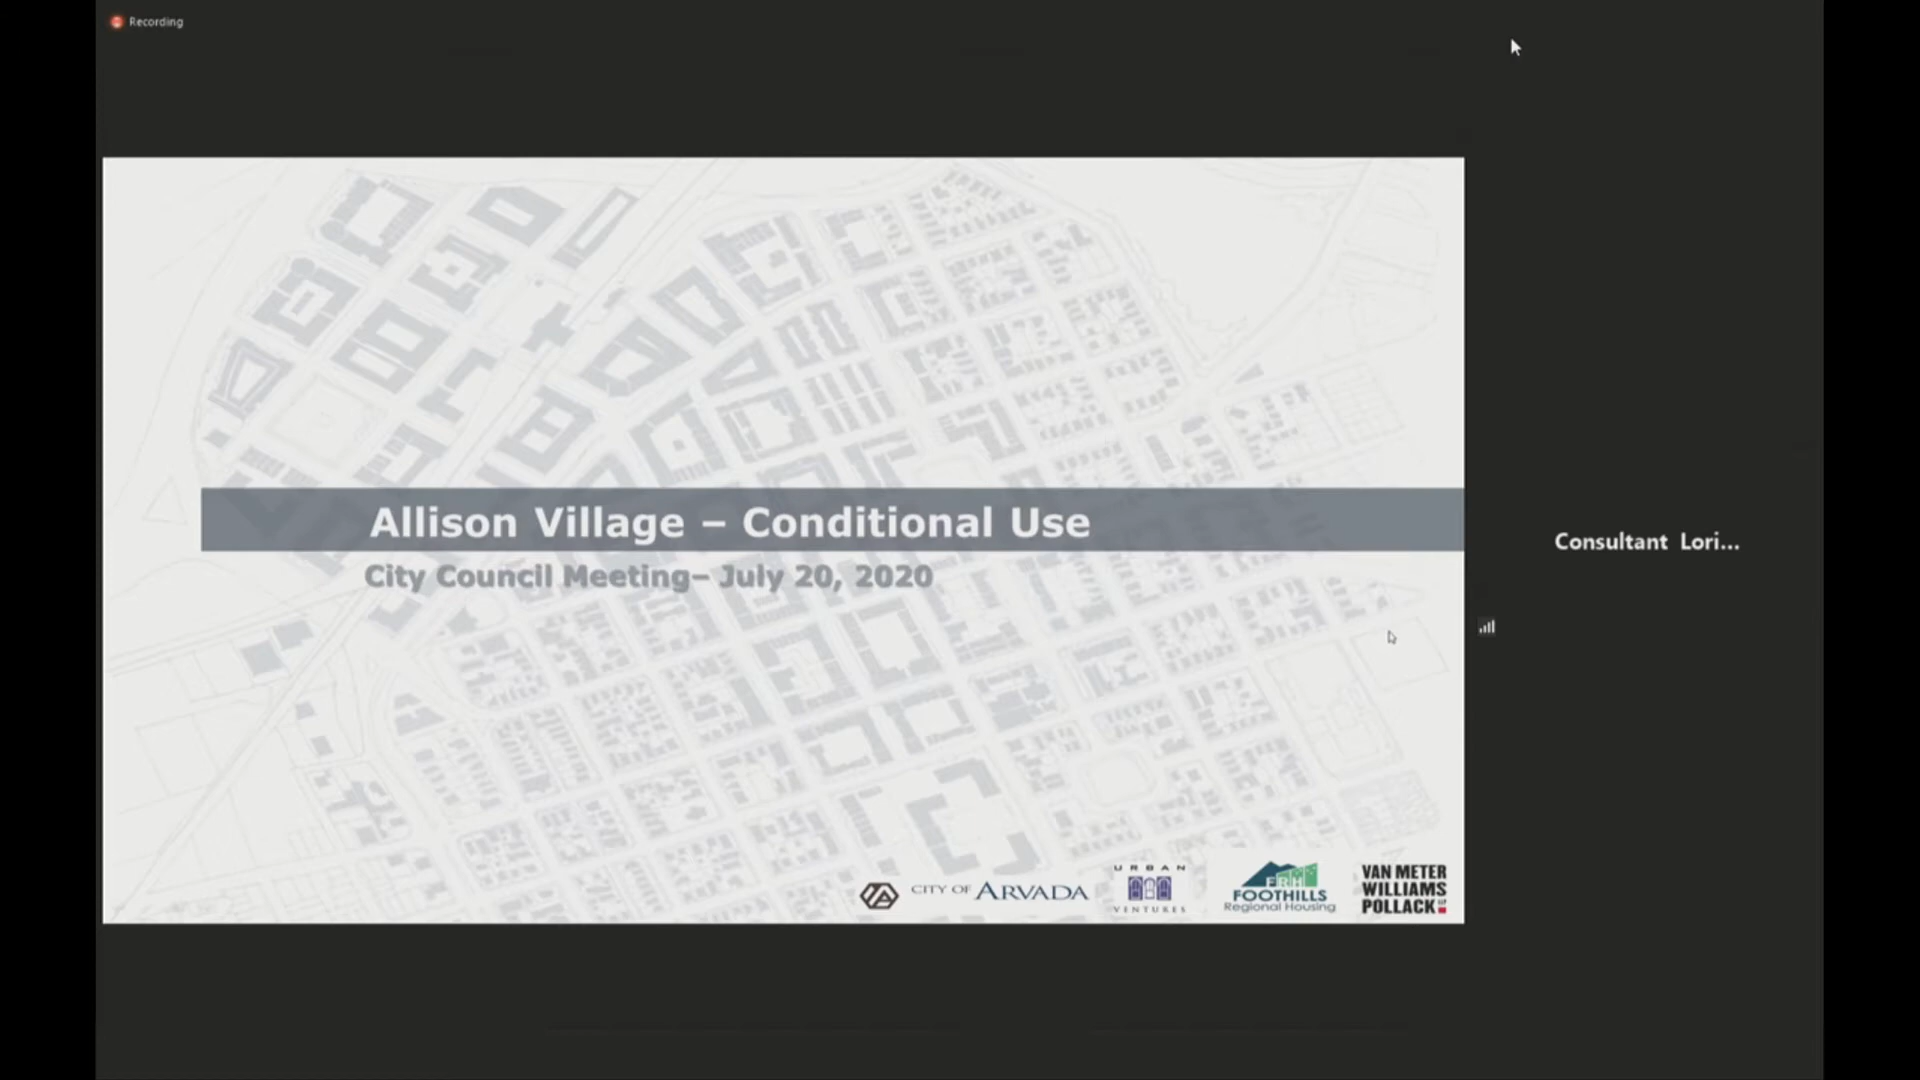 Recording
Allison Village – Conditional Use
City Council Meeting– July 20, 2020
Consultant Lori...
CITY OF ARVADA
URBAN
VENTURES
FRH
FOOTHILLS
Regional Housing
VAN METER
WILLIAMS
POLLACK LLP